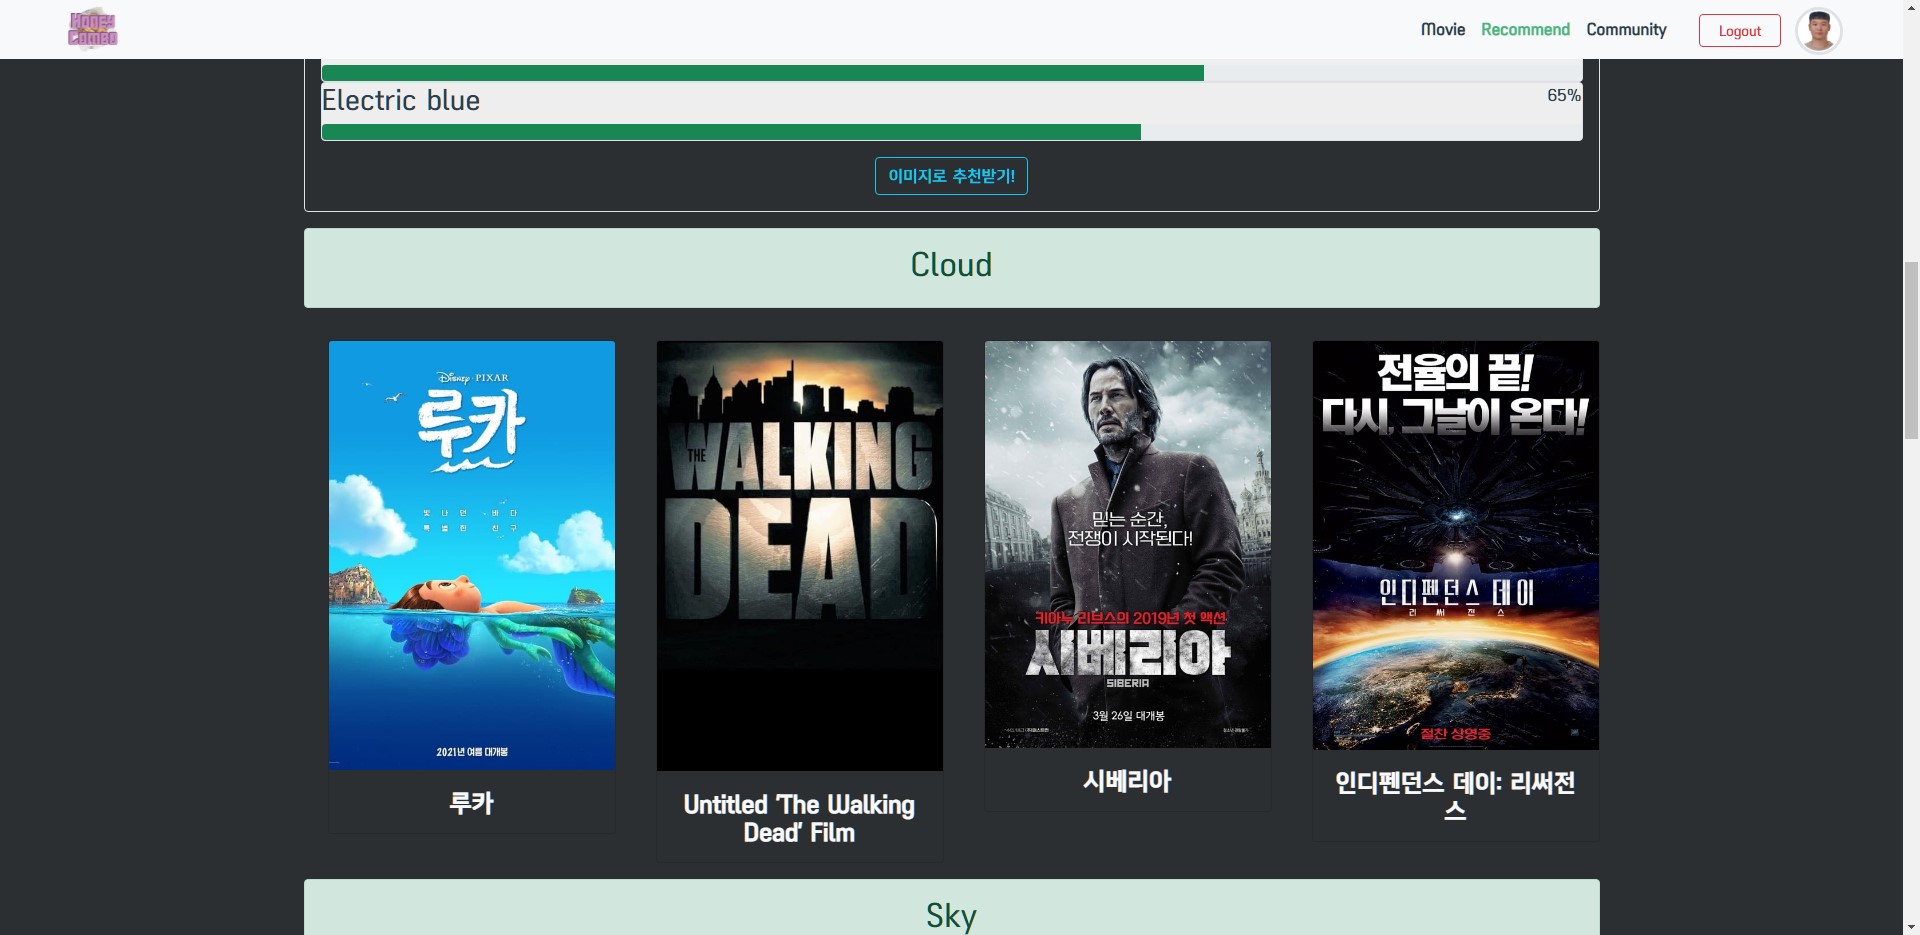 HONEY
COMBO
Movie
Recommend
Community
Logout
Electric blue
65%
이미지로 추천받기!
Cloud
Disney · PIXAR
루카
빛나던 바다
특별한 친구
2021년 여름 대개봉
루카
THE
WALKING
DEAD
Untitled 'The Walking
Dead' Film
믿는 순간,
전쟁이 시작된다!
키아누 리브스의 2019년 첫 액션
시베리아
SIBERIA
3월 26일 대개봉
시베리아
전율의 끝!
다시, 그날이 온다!
인디펜던스 데이
리써전스
절찬 상영중
인디펜던스 데이: 리써전
스
Sky